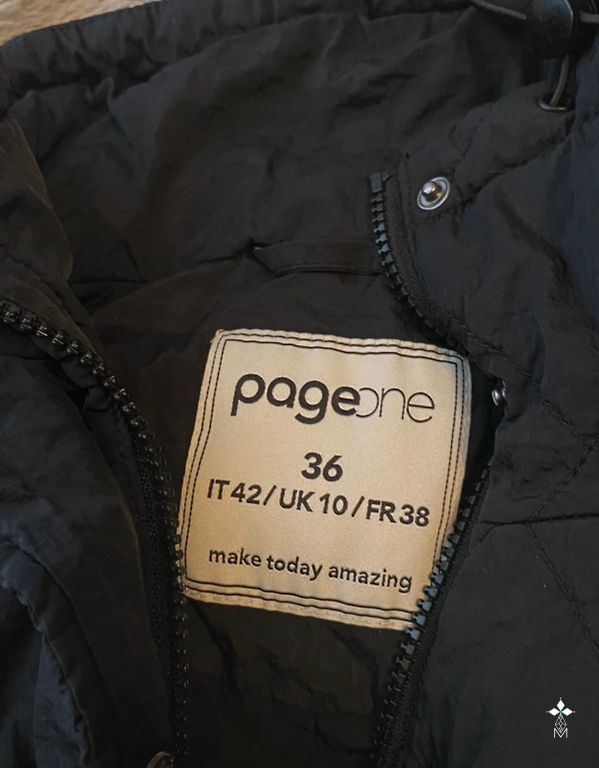 pageone
36
IT 42 / UK 10 / FR 38
make today amazing
M